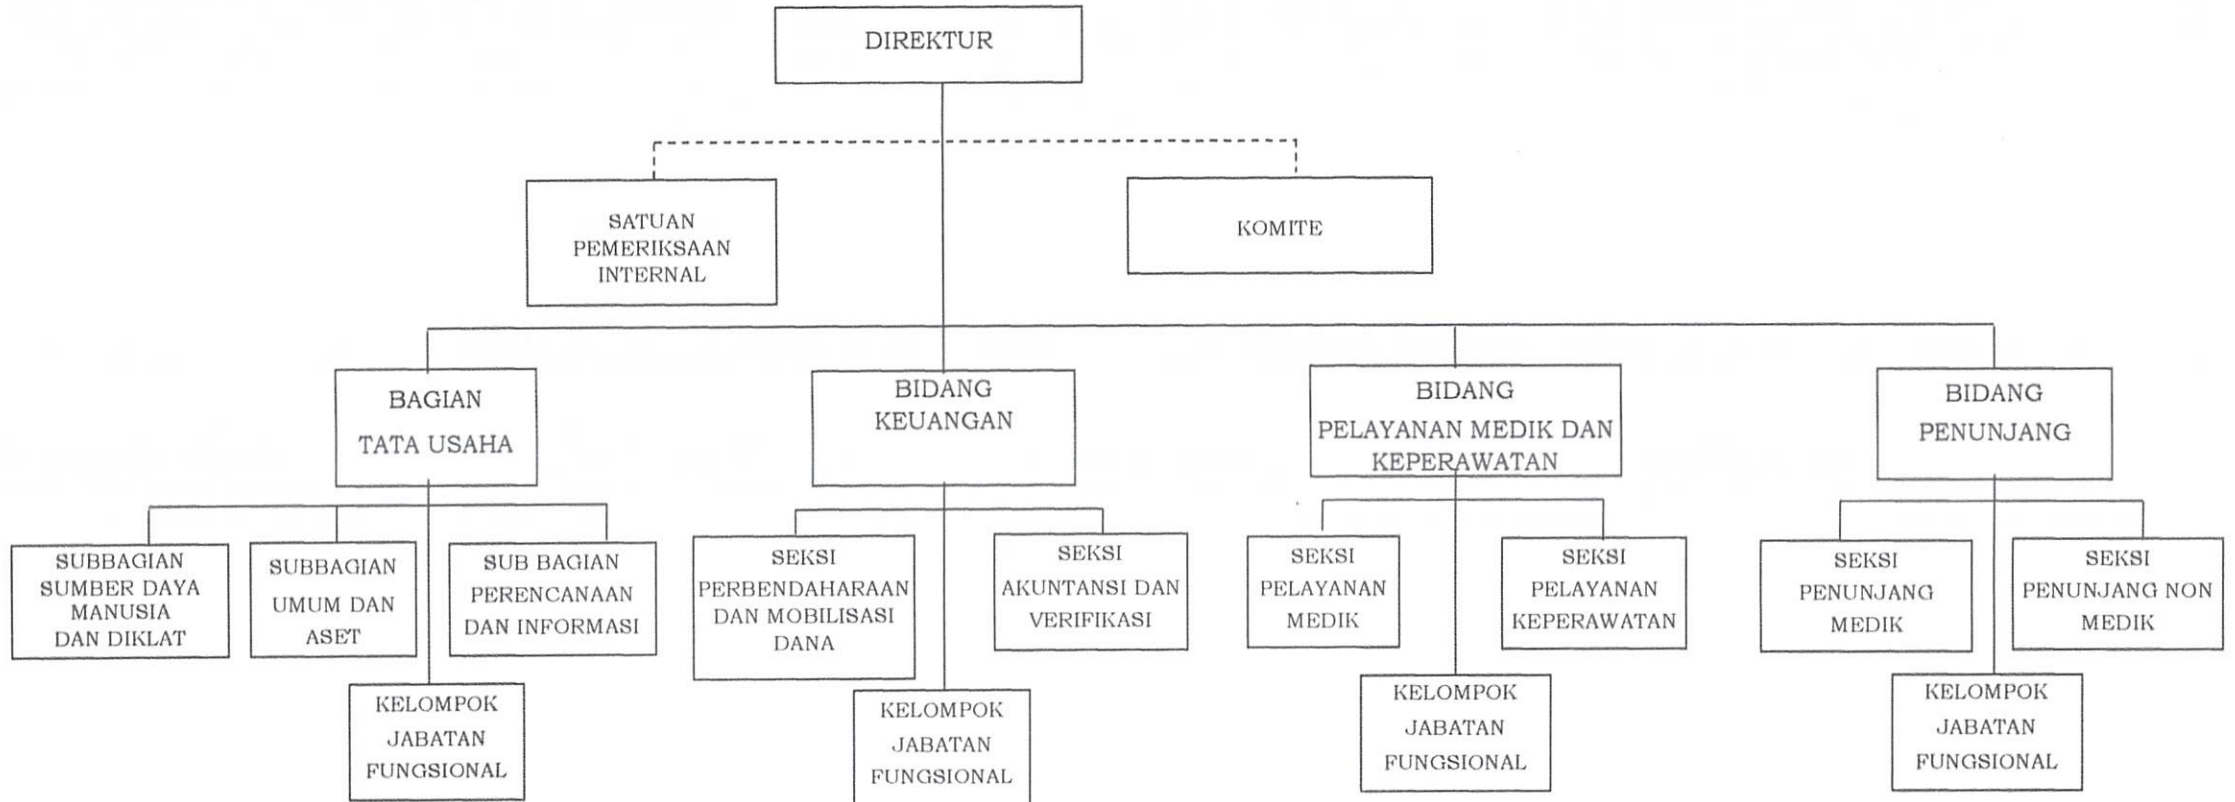 DIREKTUR
SATUAN
PEMERIKSAAN
INTERNAL
KOMITE
BAGIAN
TATA USAHA
BIDANG
KEUANGAN
BIDANG
PELAYANAN MEDIK DAN
KEPERAWATAN
BIDANG
PENUNJANG
SUBBAGIAN
SUMBER DAYA
MANUSIA
DAN DIKLAT
SUBBAGIAN
UMUM DAN
ASET
SUB BAGIAN
PERENCANAAN
DAN INFORMASI
SEKSI
PERBENDAHARAAN
DAN MOBILISASI
DANA
SEKSI
AKUNTANSI DAN
VERIFIKASI
SEKSI
PELAYANAN
MEDIK
SEKSI
PELAYANAN
KEPERAWATAN
SEKSI
PENUNJANG
MEDIK
SEKSI
PENUNJANG NON
MEDIK
KELOMPOK
JABATAN
FUNGSIONAL
KELOMPOK
JABATAN
FUNGSIONAL
KELOMPOK
JABATAN
FUNGSIONAL
KELOMPOK
JABATAN
FUNGSIONAL